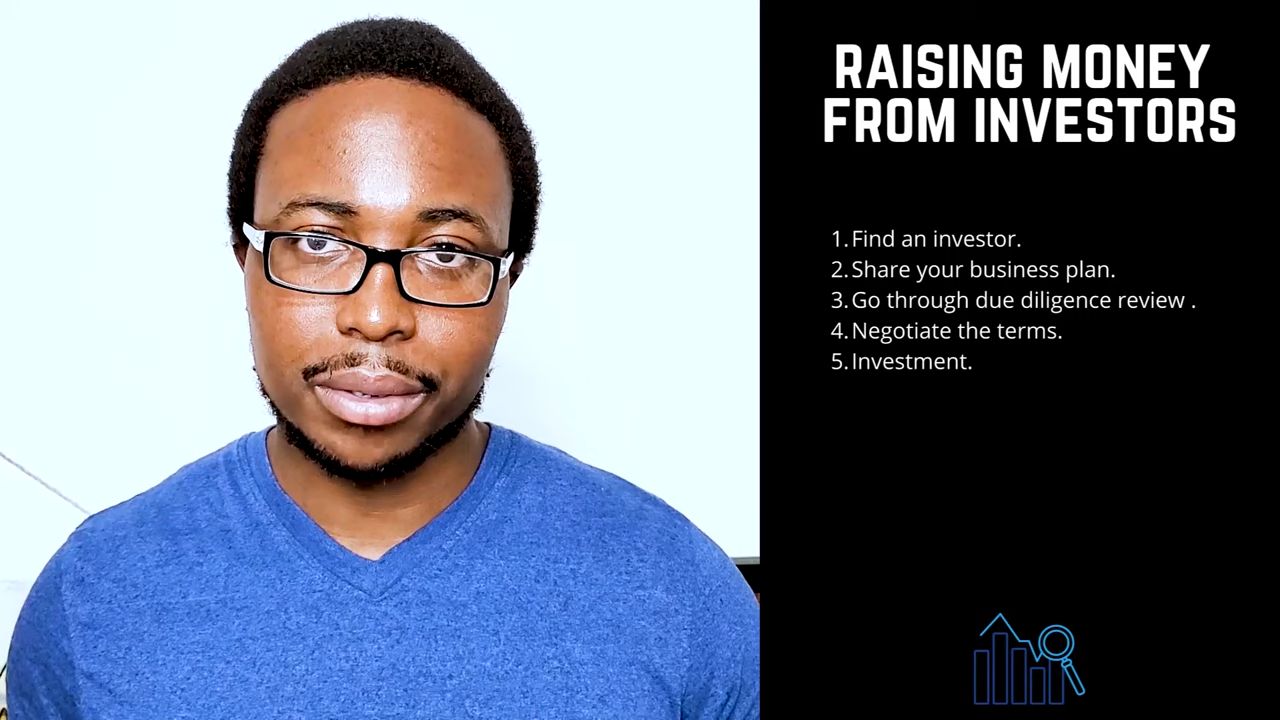 RAISING MONEY
FROM INVESTORS
1. Find an investor.
2. Share your business plan.
3. Go through due diligence review .
4. Negotiate the terms.
5. Investment.